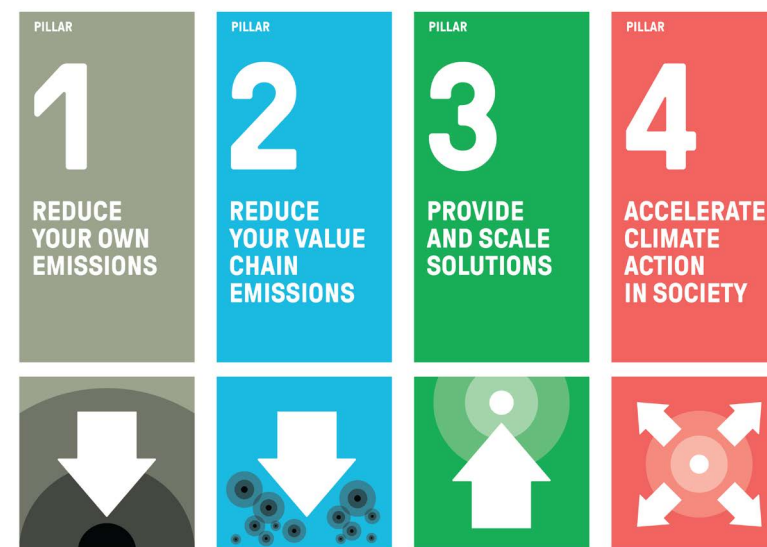 PILLAR
1
REDUCE
YOUR OWN
EMISSIONS
PILLAR
2
REDUCE
YOUR VALUE
CHAIN
EMISSIONS
PILLAR
3
PROVIDE
AND SCALE
SOLUTIONS
PILLAR
4
ACCELERATE
CLIMATE
ACTION
IN SOCIETY